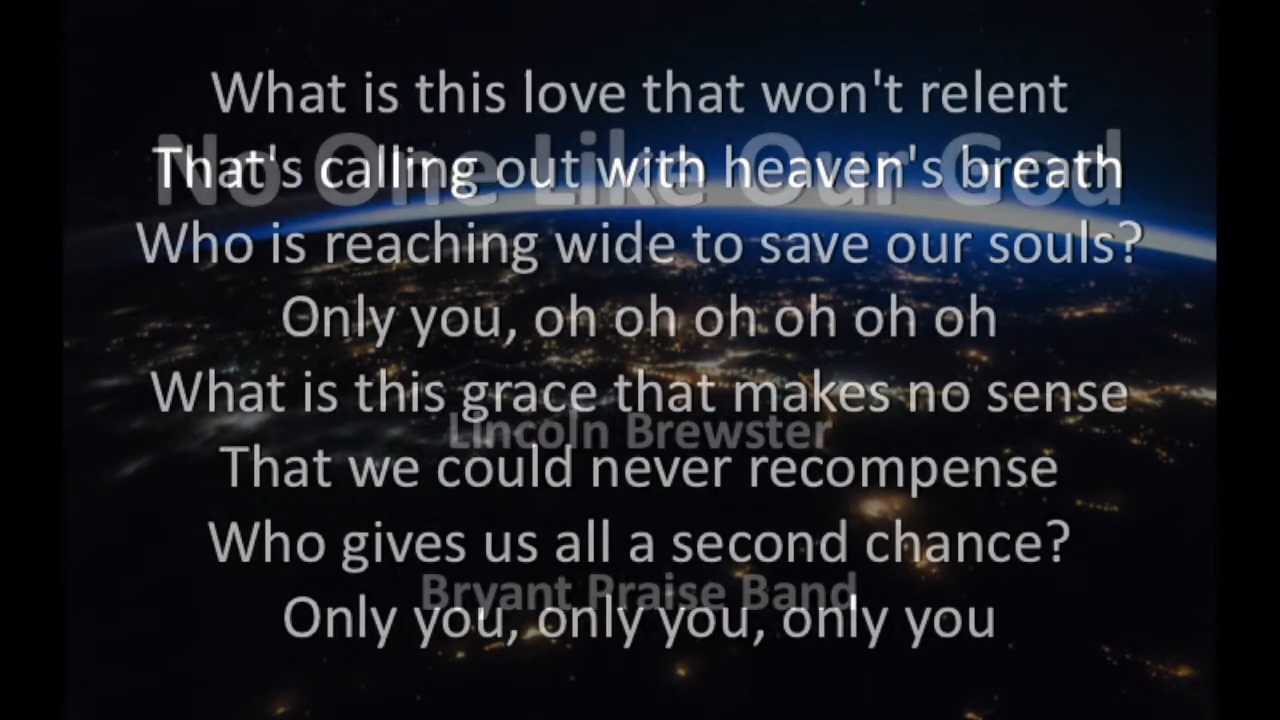 What is this love that won't relent
No One Like Our God
That's calling out with heaven's breath
Who is reaching wide to save our souls?
Only you, oh oh oh oh oh oh
What is this grace that makes no sense
Lincoln Brewster
That we could never recompense
Who gives us all a second chance?
Bryant Praise Band
Only you, only you, only you